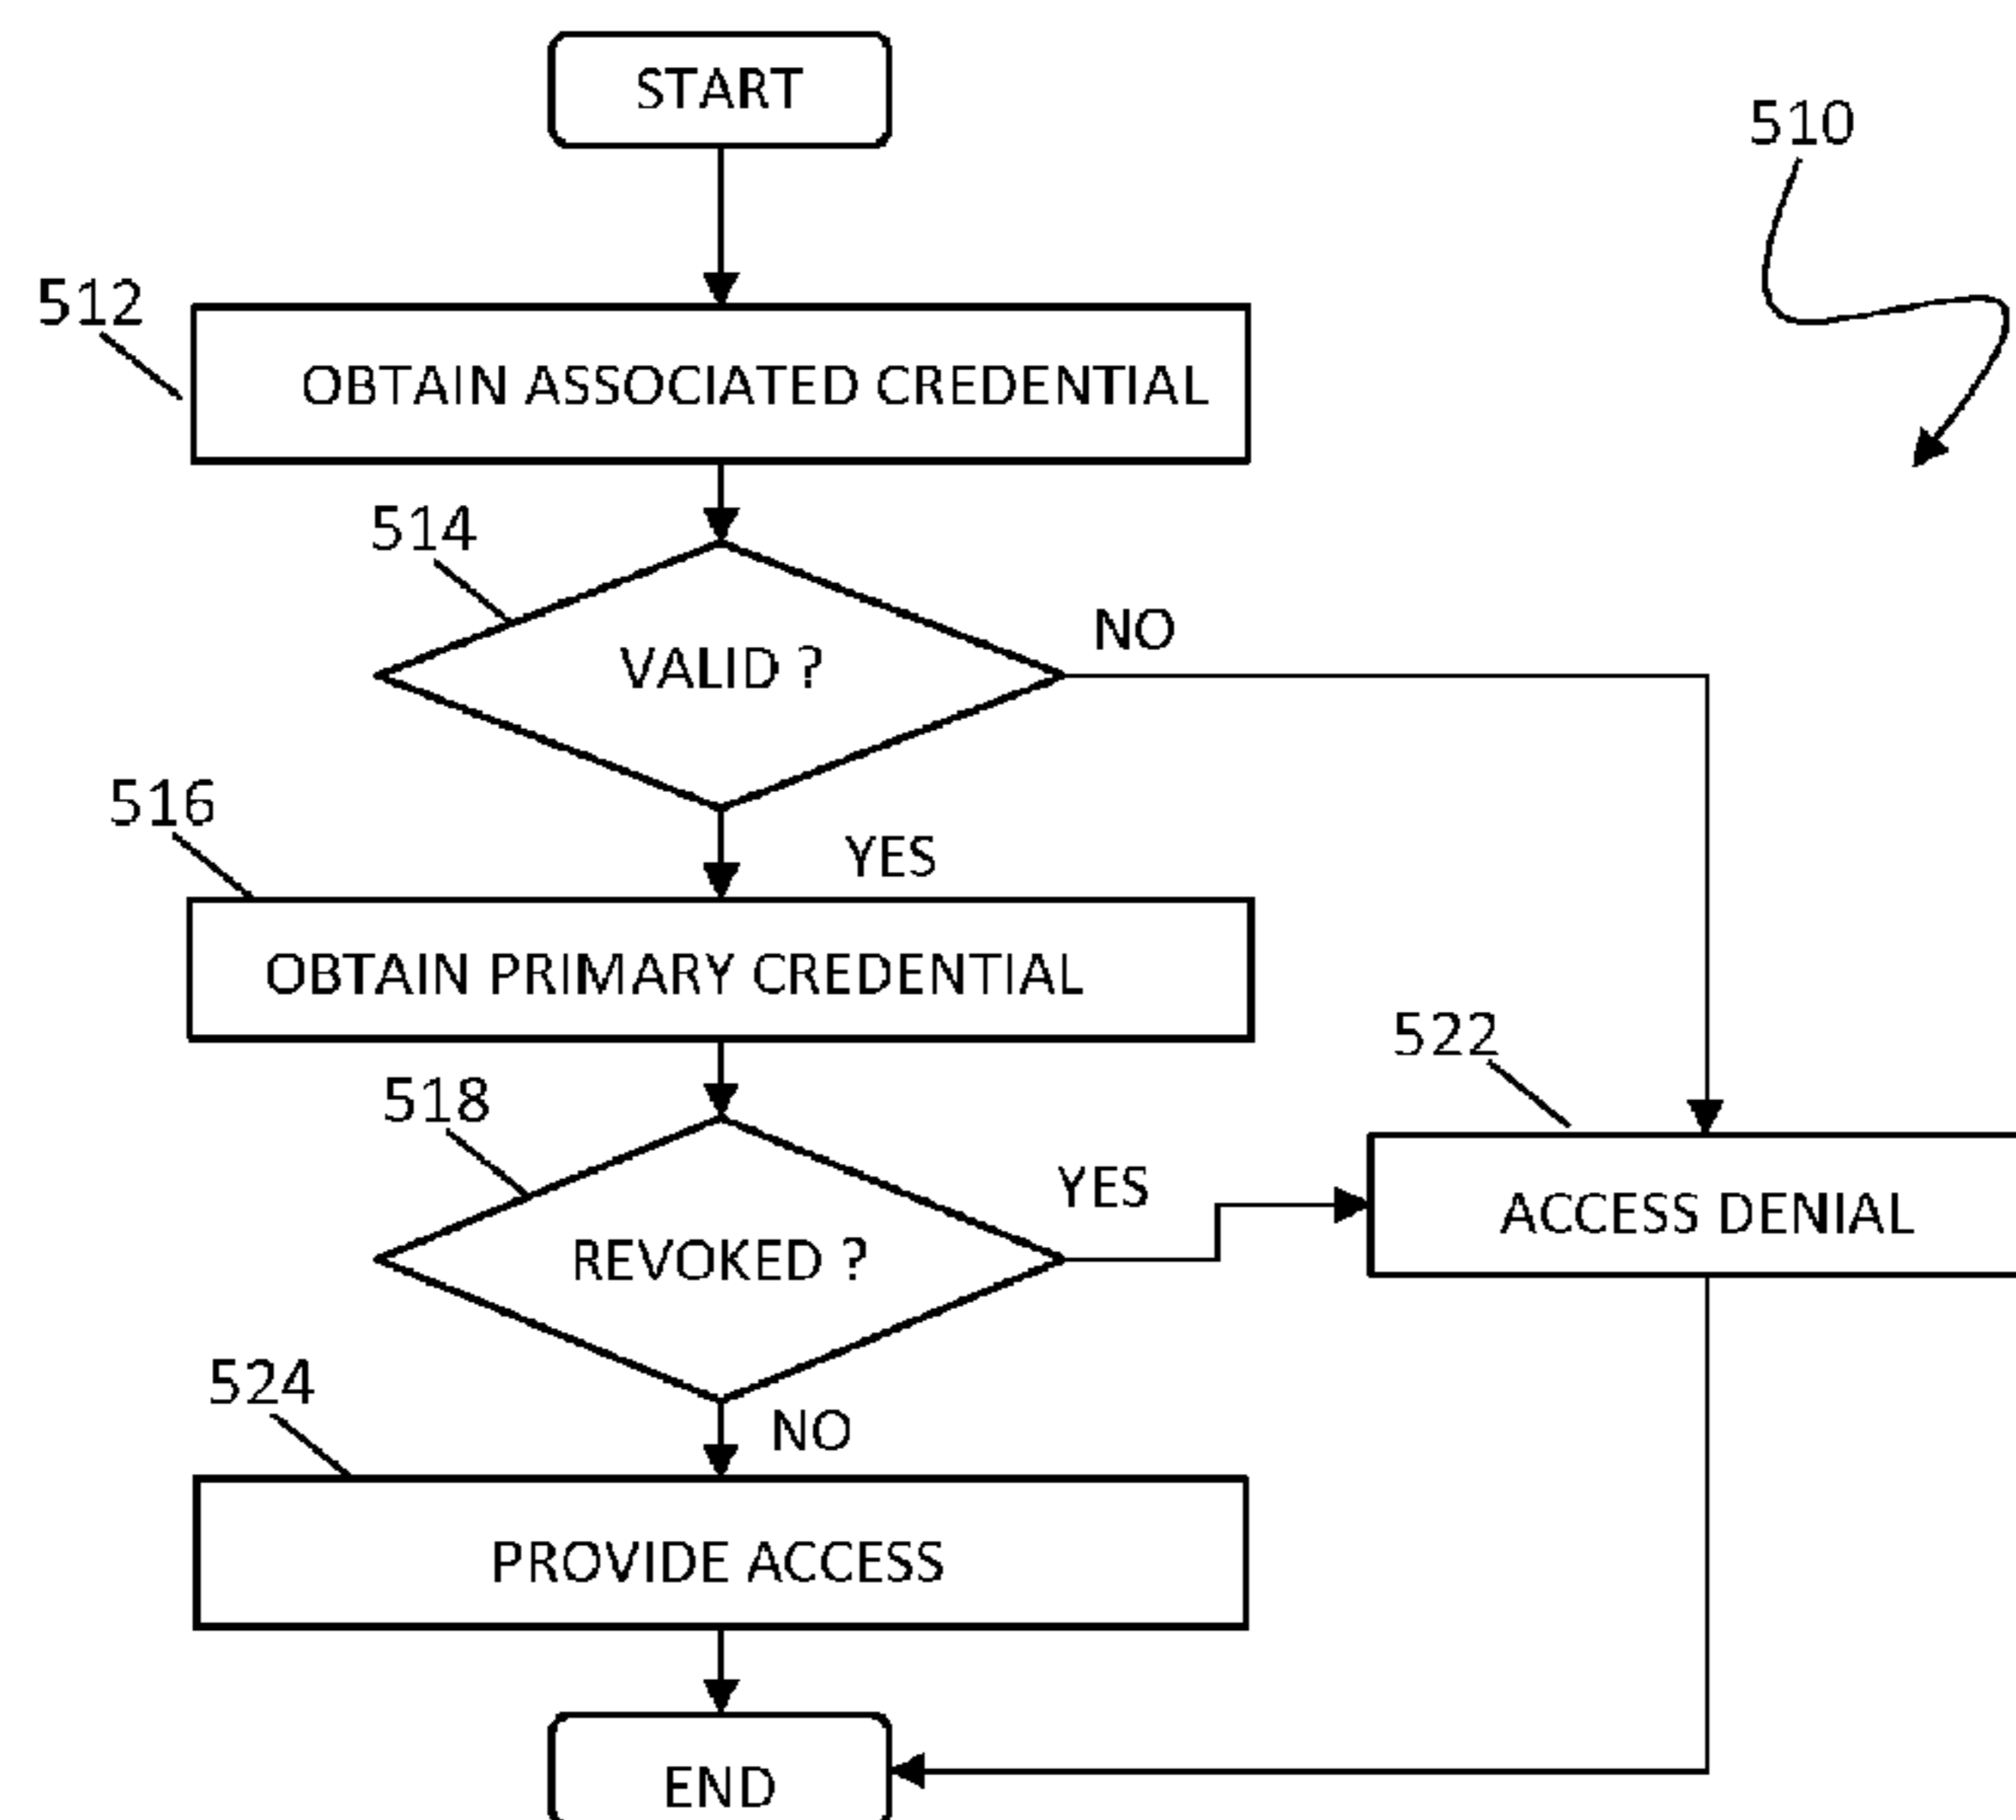 START
510
512
OBTAIN ASSOCIATED CREDENTIAL
514
VALID ?
NO
516
YES
OBTAIN PRIMARY CREDENTIAL
522
518
YES
ACCESS DENIAL
REVOKED ?
524
NO
PROVIDE ACCESS
END